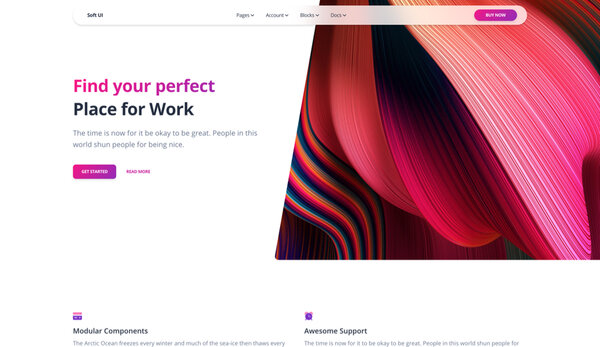 Soft UI
Pages
Account
Blocks
Docs
BUY NOW
Find your perfect
Place for Work
The time is now for it be okay to be great. People in this
world shun people for being nice.
GET STARTED
READ MORE
Modular Components
Awesome Support
The Arctic Ocean freezes every winter and much of the sea-ice then thaws every
The time is now for it to be okay to be great. People in this world shun people for